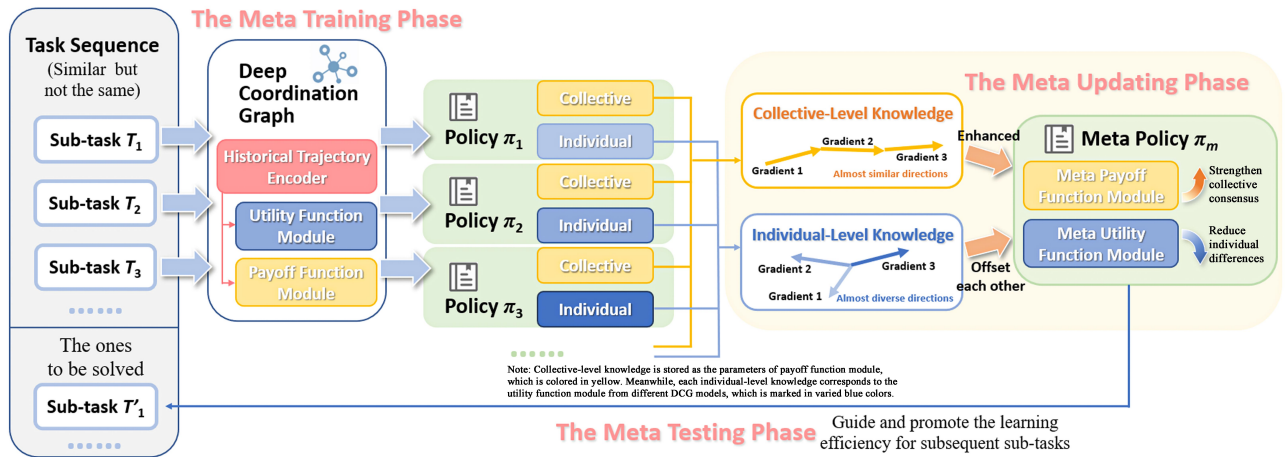 The Meta Training Phase
Task Sequence
(Similar but
not the same)
Sub-task T1
Sub-task T2
Sub-task T3
The ones
to be solved
Sub-task T'1
Deep
Coordination
Graph
Historical Trajectory
Encoder
Utility Function
Module
Payoff Function
Module
Policy π1
Collective
Individual
Policy π2
Collective
Individual
Policy π3
Collective
Individual
Note: Collective-level knowledge is stored as the parameters of payoff function module,
which is colored in yellow. Meanwhile, each individual-level knowledge corresponds to the
utility function module from different DCG models, which is marked in varied blue colors.
The Meta Updating Phase
Collective-Level Knowledge
Gradient 1
Gradient 2
Gradient 3
Almost similar directions
Enhanced
Individual-Level Knowledge
Gradient 2
Gradient 3
Gradient 1
Almost diverse directions
Offset
each other
Meta Policy πm
Meta Payoff
Function Module
Strengthen
collective
consensus
Meta Utility
Function Module
Reduce
individual
differences
The Meta Testing Phase
Guide and promote the learning
efficiency for subsequent sub-tasks